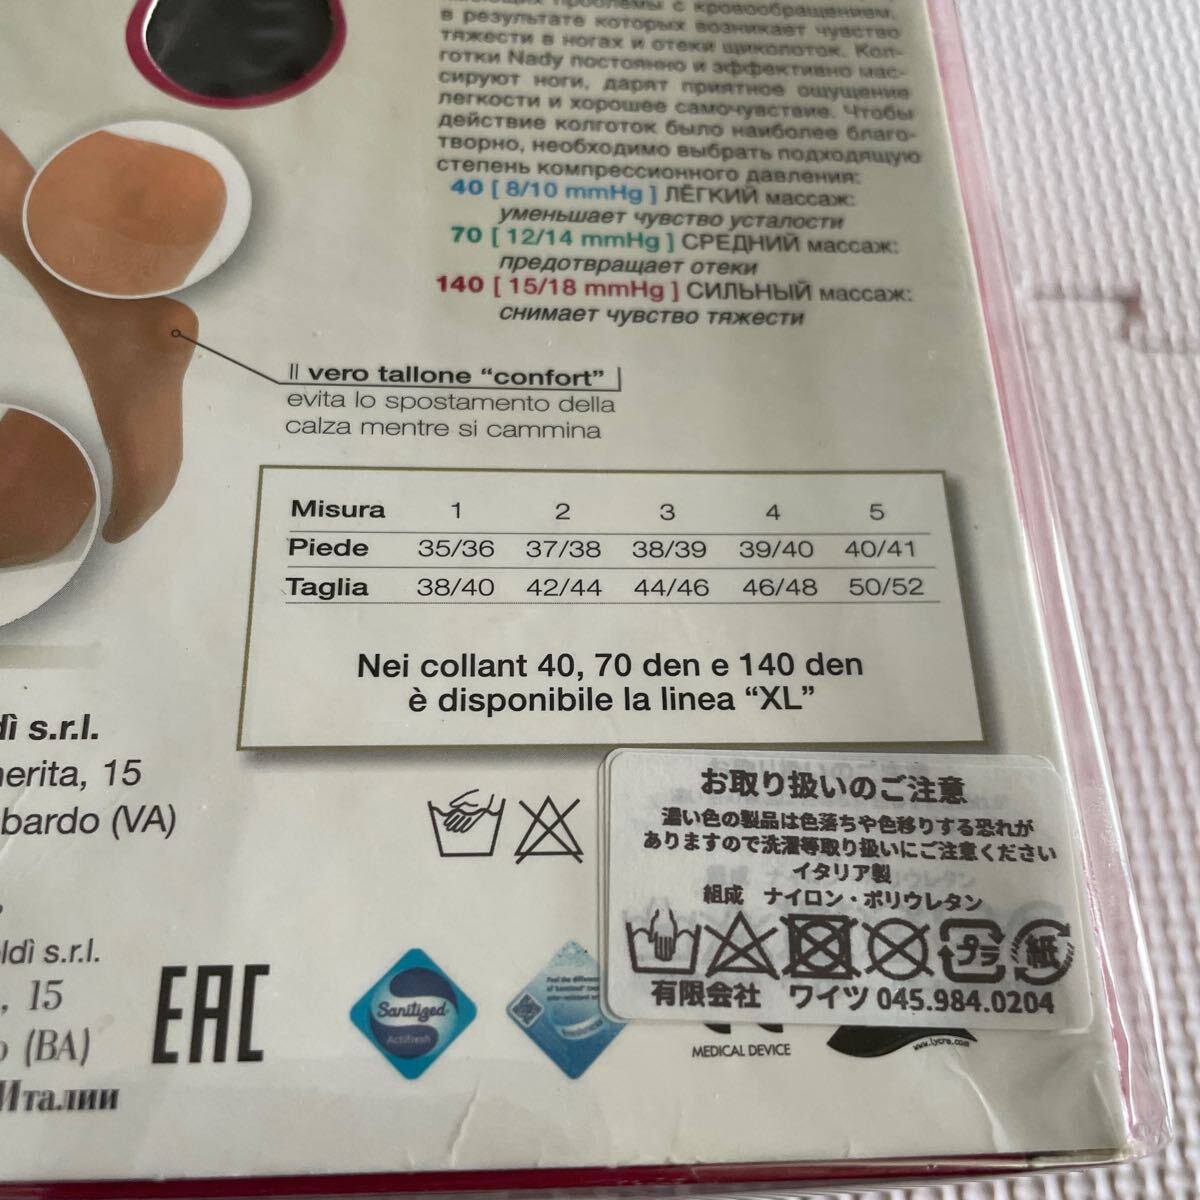 проблемы с кровообращением,
в результате которых возникает чувство
тяжести в ногах и отеки щиколоток. Кол-
готки Nady постоянно и эффективно мас-
сируют ноги, дарят приятное ощущение
легкости и хорошее самочувствие. Чтобы
действие колготок было наиболее благо-
творно, необходимо выбрать подходящую
степень компрессионного давления:
40 [ 8/10 mmHg ] ЛЁГКИЙ массаж:
уменьшает чувство усталости
70 [ 12/14 mmHg ] СРЕДНИЙ массаж:
предотвращает отеки
140 [ 15/18 mmHg ] СИЛЬНЫЙ массаж:
снимает чувство тяжести
Il vero tallone “confort”
evita lo spostamento della
calza mentre si cammina
Misura 1 2 3 4 5
Piede 35/36 37/38 38/39 39/40 40/41
Taglia 38/40 42/44 44/46 46/48 50/52
Nei collant 40, 70 den e 140 den
è disponibile la linea “XL”
dì s.r.l.
herita, 15
bardo (VA)
ldì s.r.l.
, 15
(BA)
Италии
EAC
Sanitized
Actifresh
お取り扱いのご注意
濃い色の製品は色落ちや色移りする恐れが
ありますので洗濯等取り扱いにご注意ください
イタリア製
組成 ナイロン・ポリウレタン
プラ
紙
有限会社 ワイツ 045.984.0204
MEDICAL DEVICE
www.lycra.com